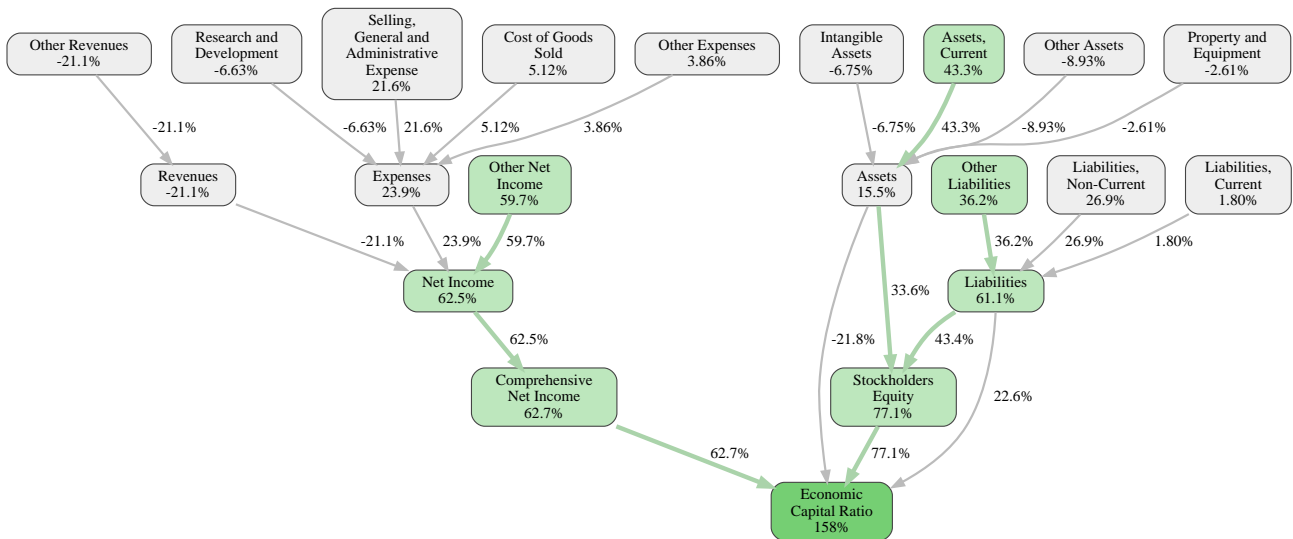 Other Revenues
-21.1%
Research and
Development
-6.63%
Selling,
General and
Administrative
Expense
21.6%
Cost of Goods
Sold
5.12%
Other Expenses
3.86%
Intangible
Assets
-6.75%
Assets,
Current
43.3%
Other Assets
-8.93%
Property and
Equipment
-2.61%
-21.1%
-6.63%
21.6%
5.12%
3.86%
-6.75%
43.3%
-8.93%
-2.61%
Revenues
-21.1%
Expenses
23.9%
Other Net
Income
59.7%
Assets
15.5%
Other
Liabilities
36.2%
Liabilities,
Non-Current
26.9%
Liabilities,
Current
1.80%
-21.1%
23.9%
59.7%
36.2%
26.9%
1.80%
Net Income
62.5%
33.6%
Liabilities
61.1%
62.5%
-21.8%
43.4%
Comprehensive
Net Income
62.7%
Stockholders
Equity
77.1%
22.6%
62.7%
77.1%
Economic
Capital Ratio
158%